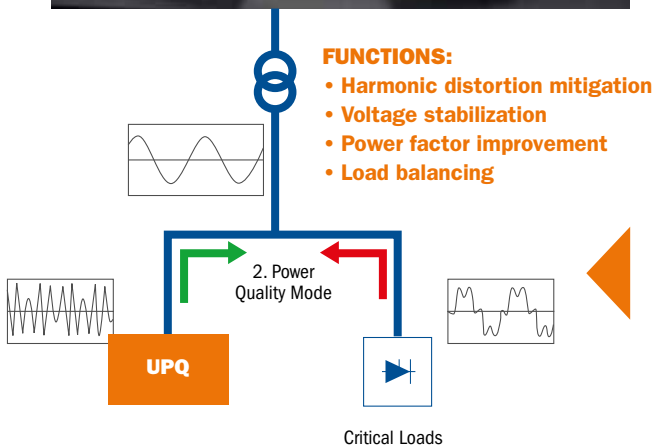 FUNCTIONS:
• Harmonic distortion mitigation
• Voltage stabilization
• Power factor improvement
• Load balancing
2. Power
Quality Mode
UPQ
Critical Loads